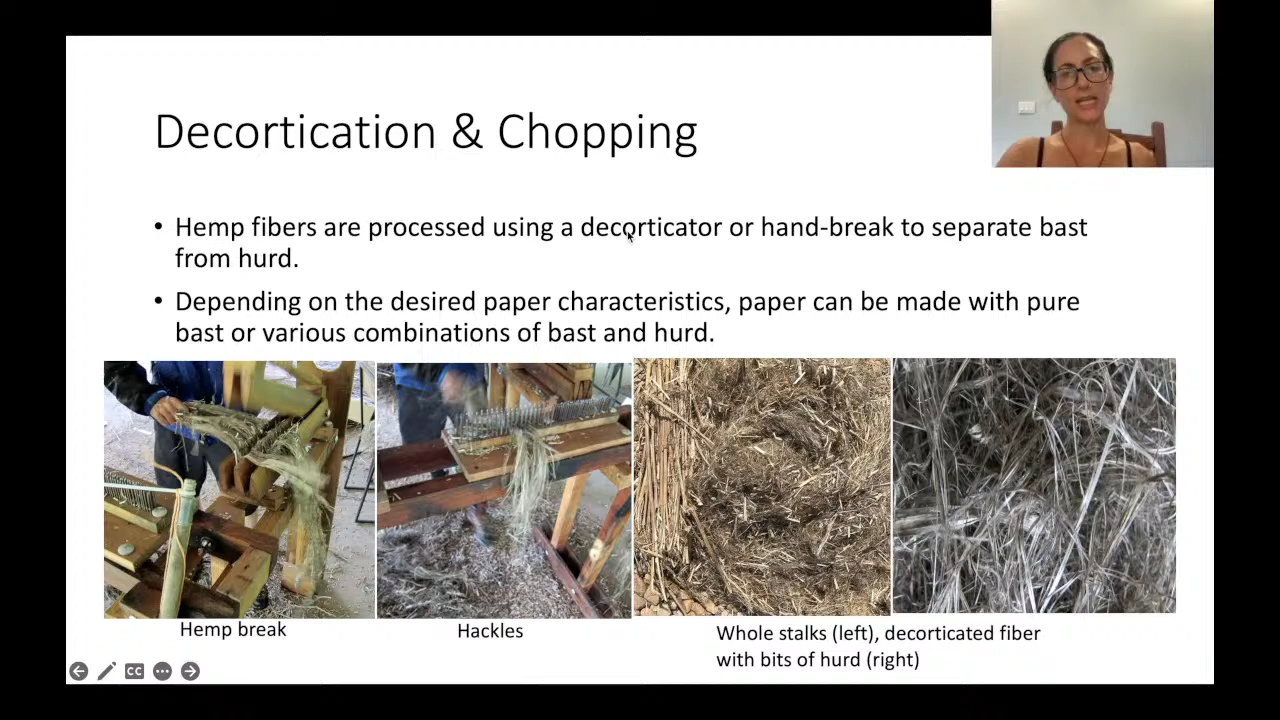 Decortication & Chopping
• Hemp fibers are processed using a decorticator or hand-break to separate bast
from hurd.
• Depending on the desired paper characteristics, paper can be made with pure
bast or various combinations of bast and hurd.
Hemp break
Hackles
Whole stalks (left), decorticated fiber
with bits of hurd (right)
CC